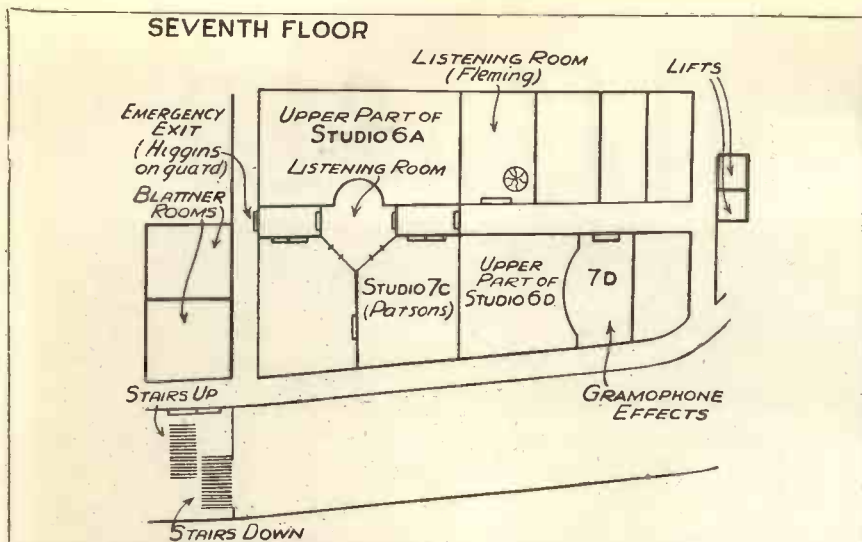 SEVENTH FLOOR
LISTENING ROOM
(Fleming)
LIFTS
EMERGENCY
EXIT
(Higgins
on guard)
BLATTNER
ROOMS
UPPER PART OF
STUDIO 6A
LISTENING ROOM
STUDIO 7C
(Parsons)
UPPER
PART OF
STUDIO 6D
7D
STAIRS UP
GRAMOPHONE
EFFECTS
STAIRS DOWN